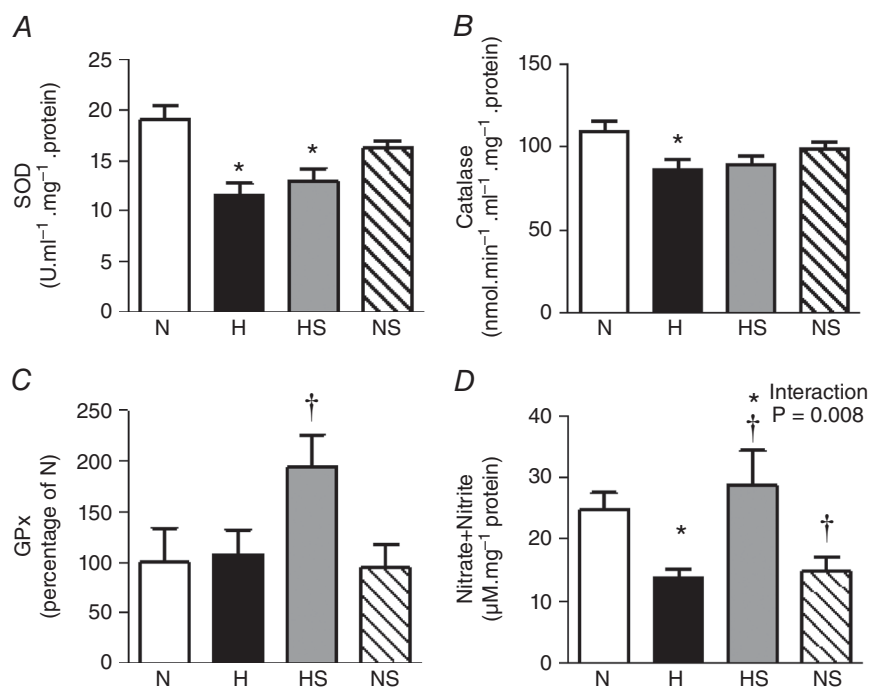 A
SOD
(U.ml⁻¹ .mg⁻¹ .protein)
25
20
15
10
5
0
*
*
N H HS NS
B
Catalase
(nmol.min⁻¹ .ml⁻¹ .mg⁻¹ .protein)
150
100
50
0
*
N H HS NS
C
GPx
(percentage of N)
250
200
150
100
50
0
†
N H HS NS
D
Nitrate+Nitrite
(µM.mg⁻¹ protein)
40
30
20
10
0
* Interaction
† P = 0.008
*
†
N H HS NS